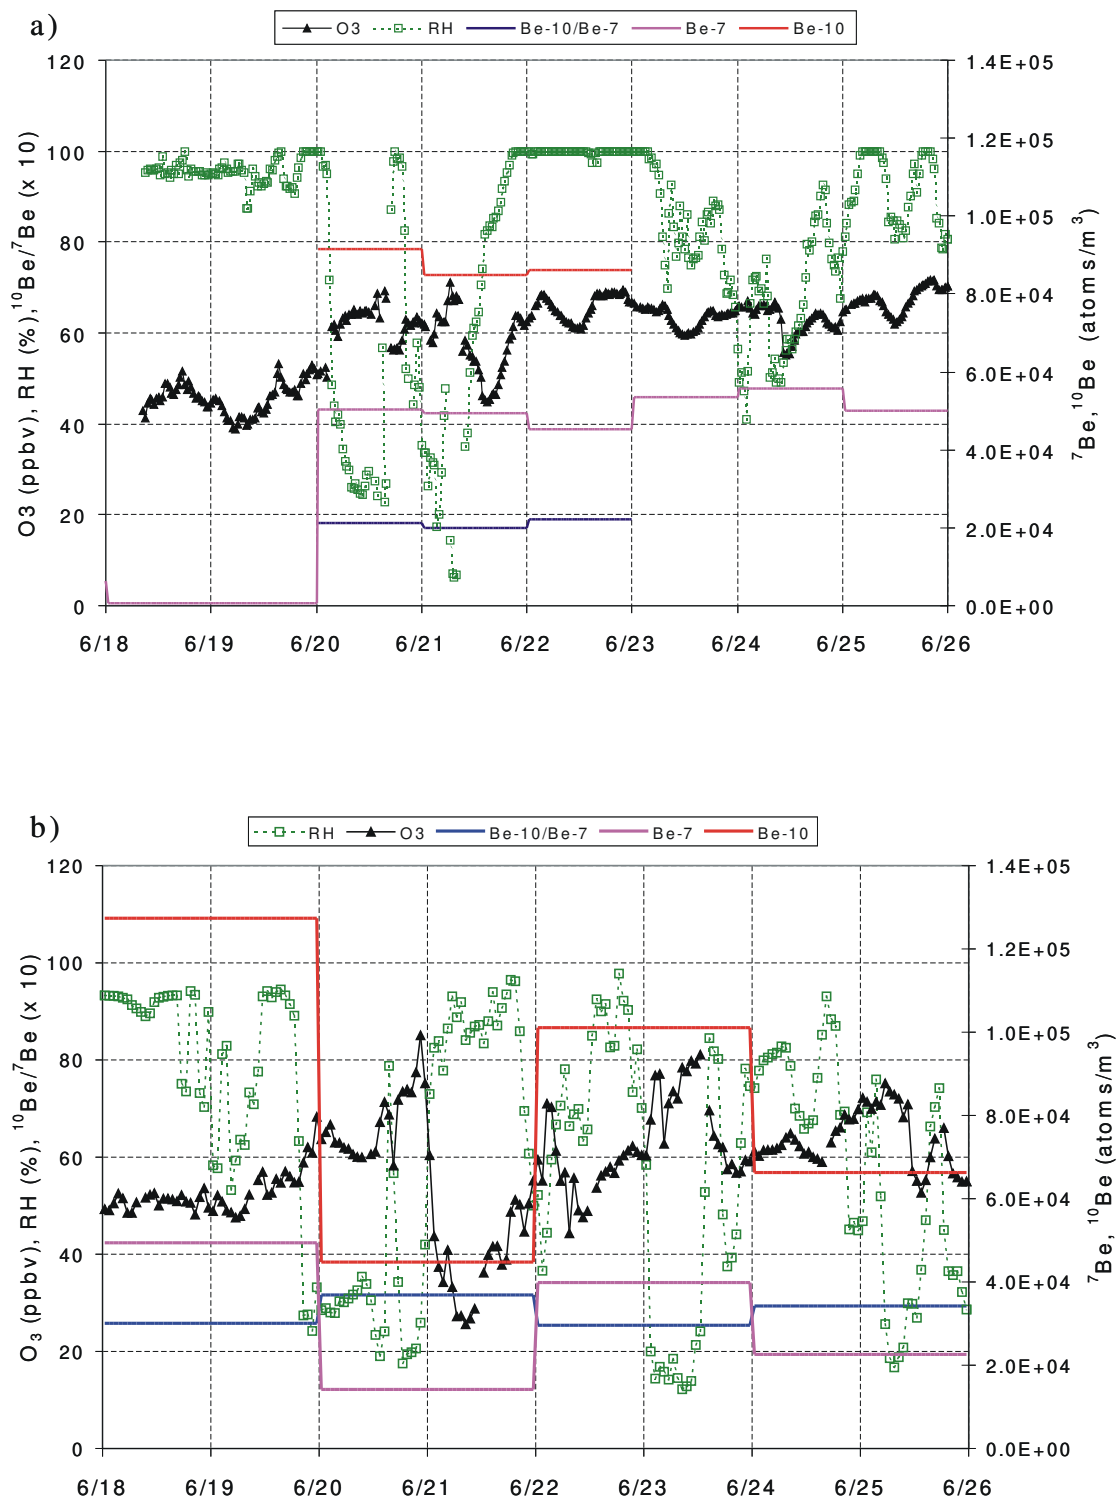 a)
O3 RH Be-10/Be-7 Be-7 Be-10
120 1.4E+05
100 1.2E+05
80 1.0E+05
60 8.0E+04
40 6.0E+04
20 4.0E+04
0 2.0E+04
0.0E+00
O3 (ppbv), RH (%),¹⁰Be/⁷Be (x 10)
⁷Be,¹⁰Be (atoms/m³)
6/18 6/19 6/20 6/21 6/22 6/23 6/24 6/25 6/26
b)
RH O3 Be-10/Be-7 Be-7 Be-10
120 1.4E+05
100 1.2E+05
80 1.0E+05
60 8.0E+04
40 6.0E+04
20 4.0E+04
0 2.0E+04
0.0E+00
O₃ (ppbv), RH (%), ¹⁰Be/⁷Be (x 10)
⁷Be, ¹⁰Be (atoms/m³)
6/18 6/19 6/20 6/21 6/22 6/23 6/24 6/25 6/26